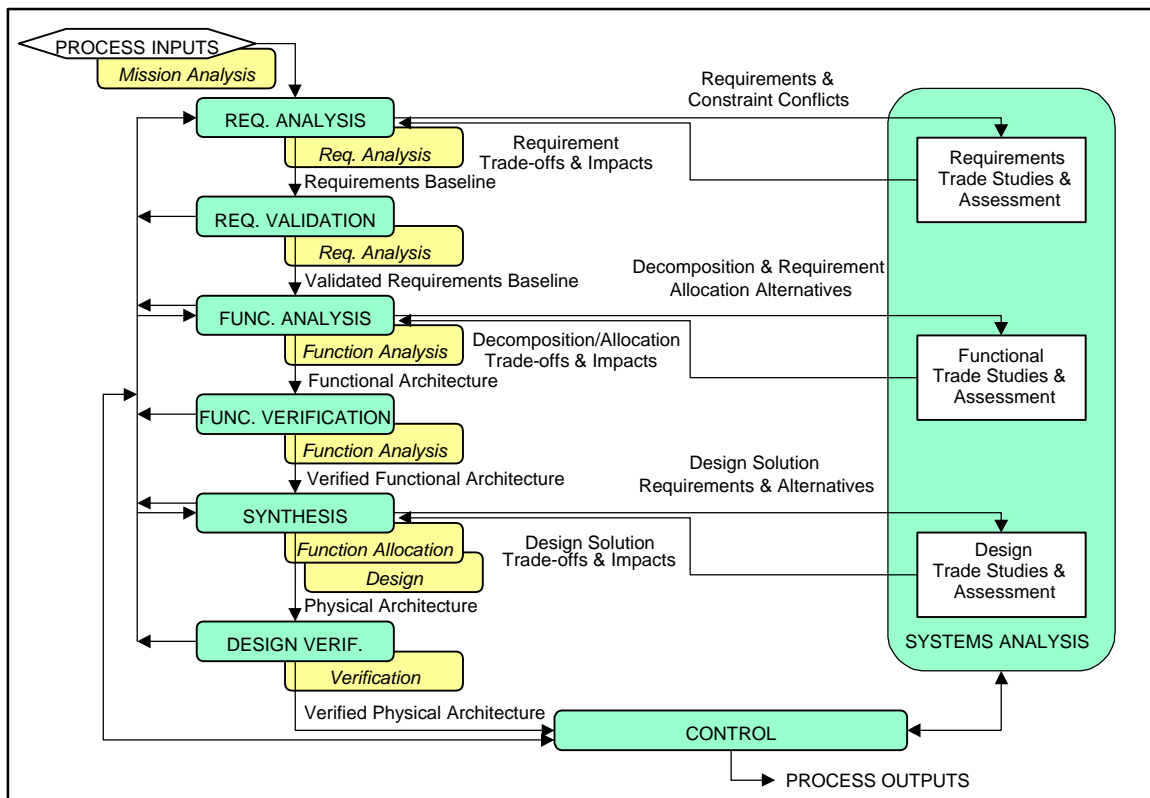 PROCESS INPUTS
Mission Analysis
Requirements &
Constraint Conflicts
REQ. ANALYSIS
Req. Analysis
Requirement
Trade-offs & Impacts
Requirements
Trade Studies &
Assessment
Requirements Baseline
REQ. VALIDATION
Req. Analysis
Validated Requirements Baseline
Decomposition & Requirement
Allocation Alternatives
FUNC. ANALYSIS
Function Analysis
Decomposition/Allocation
Trade-offs & Impacts
Functional
Trade Studies &
Assessment
Functional Architecture
FUNC. VERIFICATION
Function Analysis
Verified Functional Architecture
Design Solution
Requirements & Alternatives
SYNTHESIS
Function Allocation
Design
Design Solution
Trade-offs & Impacts
Design
Trade Studies &
Assessment
Physical Architecture
DESIGN VERIF.
Verification
SYSTEMS ANALYSIS
Verified Physical Architecture
CONTROL
PROCESS OUTPUTS